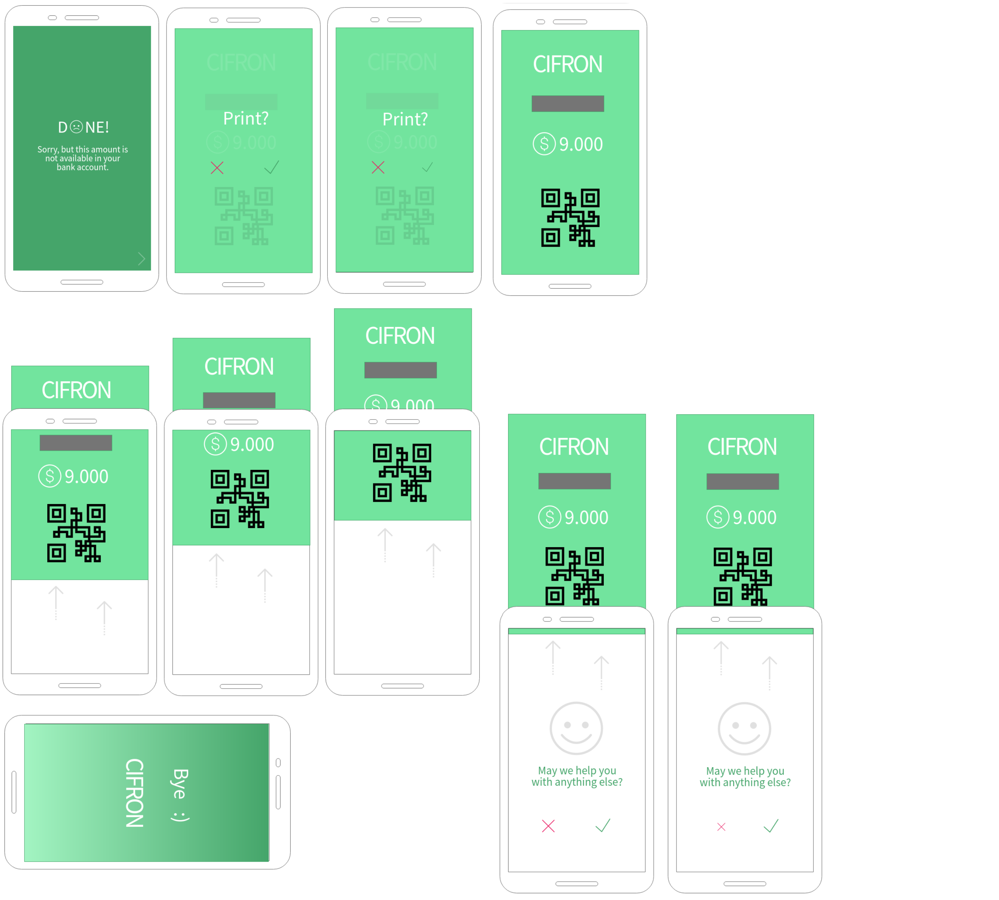 D☹NE!
Sorry, but this amount is
not available in your
bank account.
CIFRON
Print?
$ 9.000
CIFRON
Print?
$ 9.000
CIFRON
$ 9.000
CIFRON
$ 9.000
CIFRON
$ 9.000
CIFRON
$ 9.000
CIFRON
$ 9.000
May we help you
with anything else?
CIFRON
$ 9.000
May we help you
with anything else?
Bye :)
CIFRON